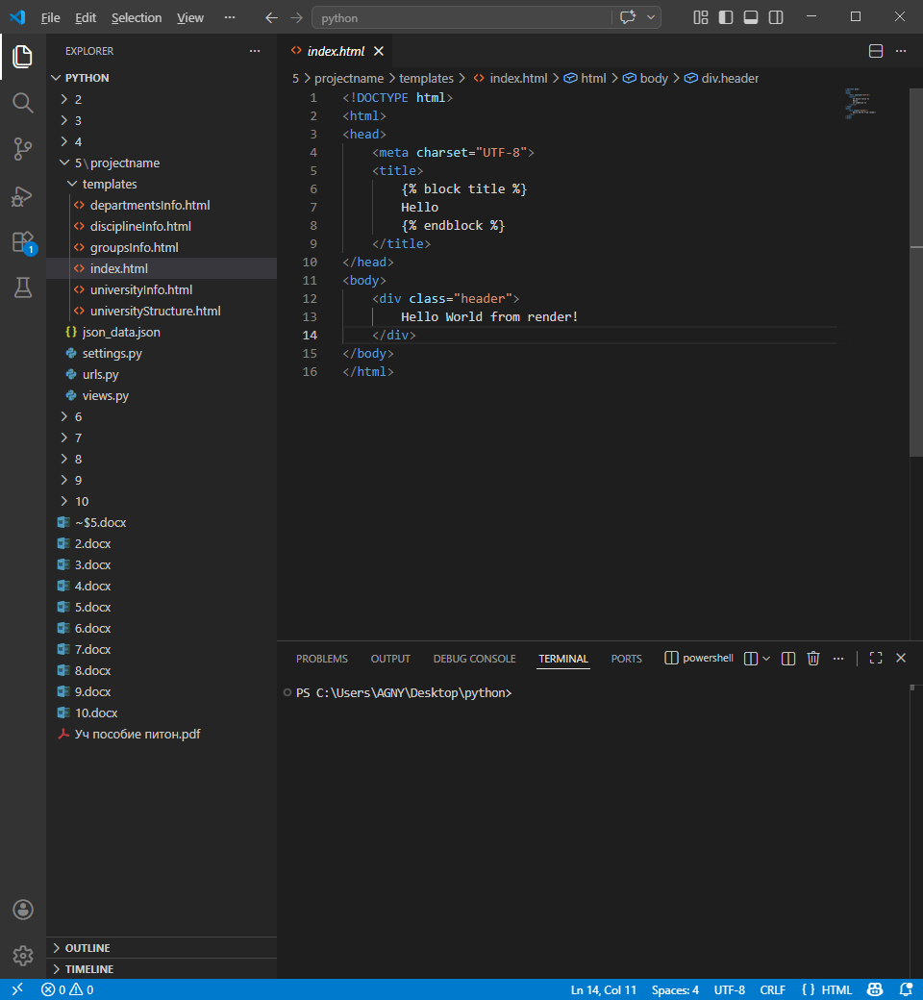 File Edit Selection View ··· python
EXPLORER ···
PYTHON
2
3
4
5\projectname
templates
departmentsInfo.html
disciplineInfo.html
groupsInfo.html
index.html
universityInfo.html
universityStructure.html
{} json_data.json
settings.py
urls.py
views.py
6
7
8
9
10
~$5.docx
2.docx
3.docx
4.docx
5.docx
6.docx
7.docx
8.docx
9.docx
10.docx
Уч пособие питон.pdf
OUTLINE
TIMELINE
1
index.html
5 > projectname > templates > index.html > html > body > div.header
1 <!DOCTYPE html>
2 <html>
3 <head>
4 <meta charset="UTF-8">
5 <title>
6 {% block title %}
7 Hello
8 {% endblock %}
9 </title>
10 </head>
11 <body>
12 <div class="header">
13 Hello World from render!
14 </div>
15 </body>
16 </html>
PROBLEMS OUTPUT DEBUG CONSOLE TERMINAL PORTS powershell ···
PS C:\Users\AGNY\Desktop\python>
0 0 Ln 14, Col 11 Spaces: 4 UTF-8 CRLF {} HTML